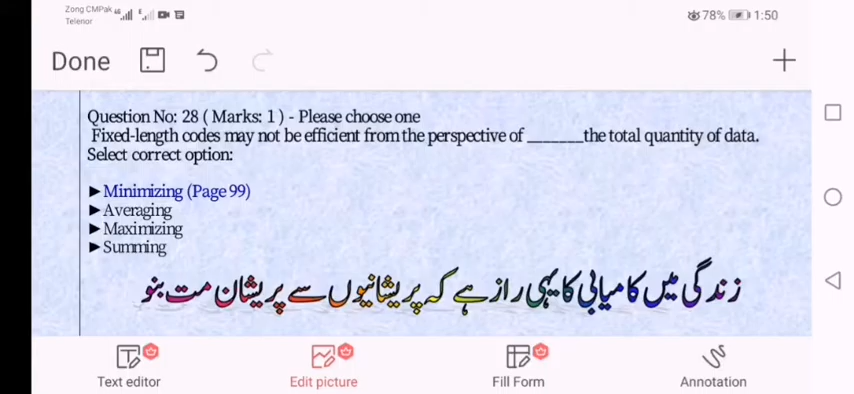 Zong CMPak
Telenor
78% 1:50
Done
Question No: 28 ( Marks: 1 ) - Please choose one
Fixed-length codes may not be efficient from the perspective of _______the total quantity of data.
Select correct option:
►Minimizing (Page 99)
►Averaging
►Maximizing
►Summing
زندگی میں کامیابی کا یہی راز ہے کہ پریشانیوں سے پریشان مت بنو
Text editor
Edit picture
Fill Form
Annotation